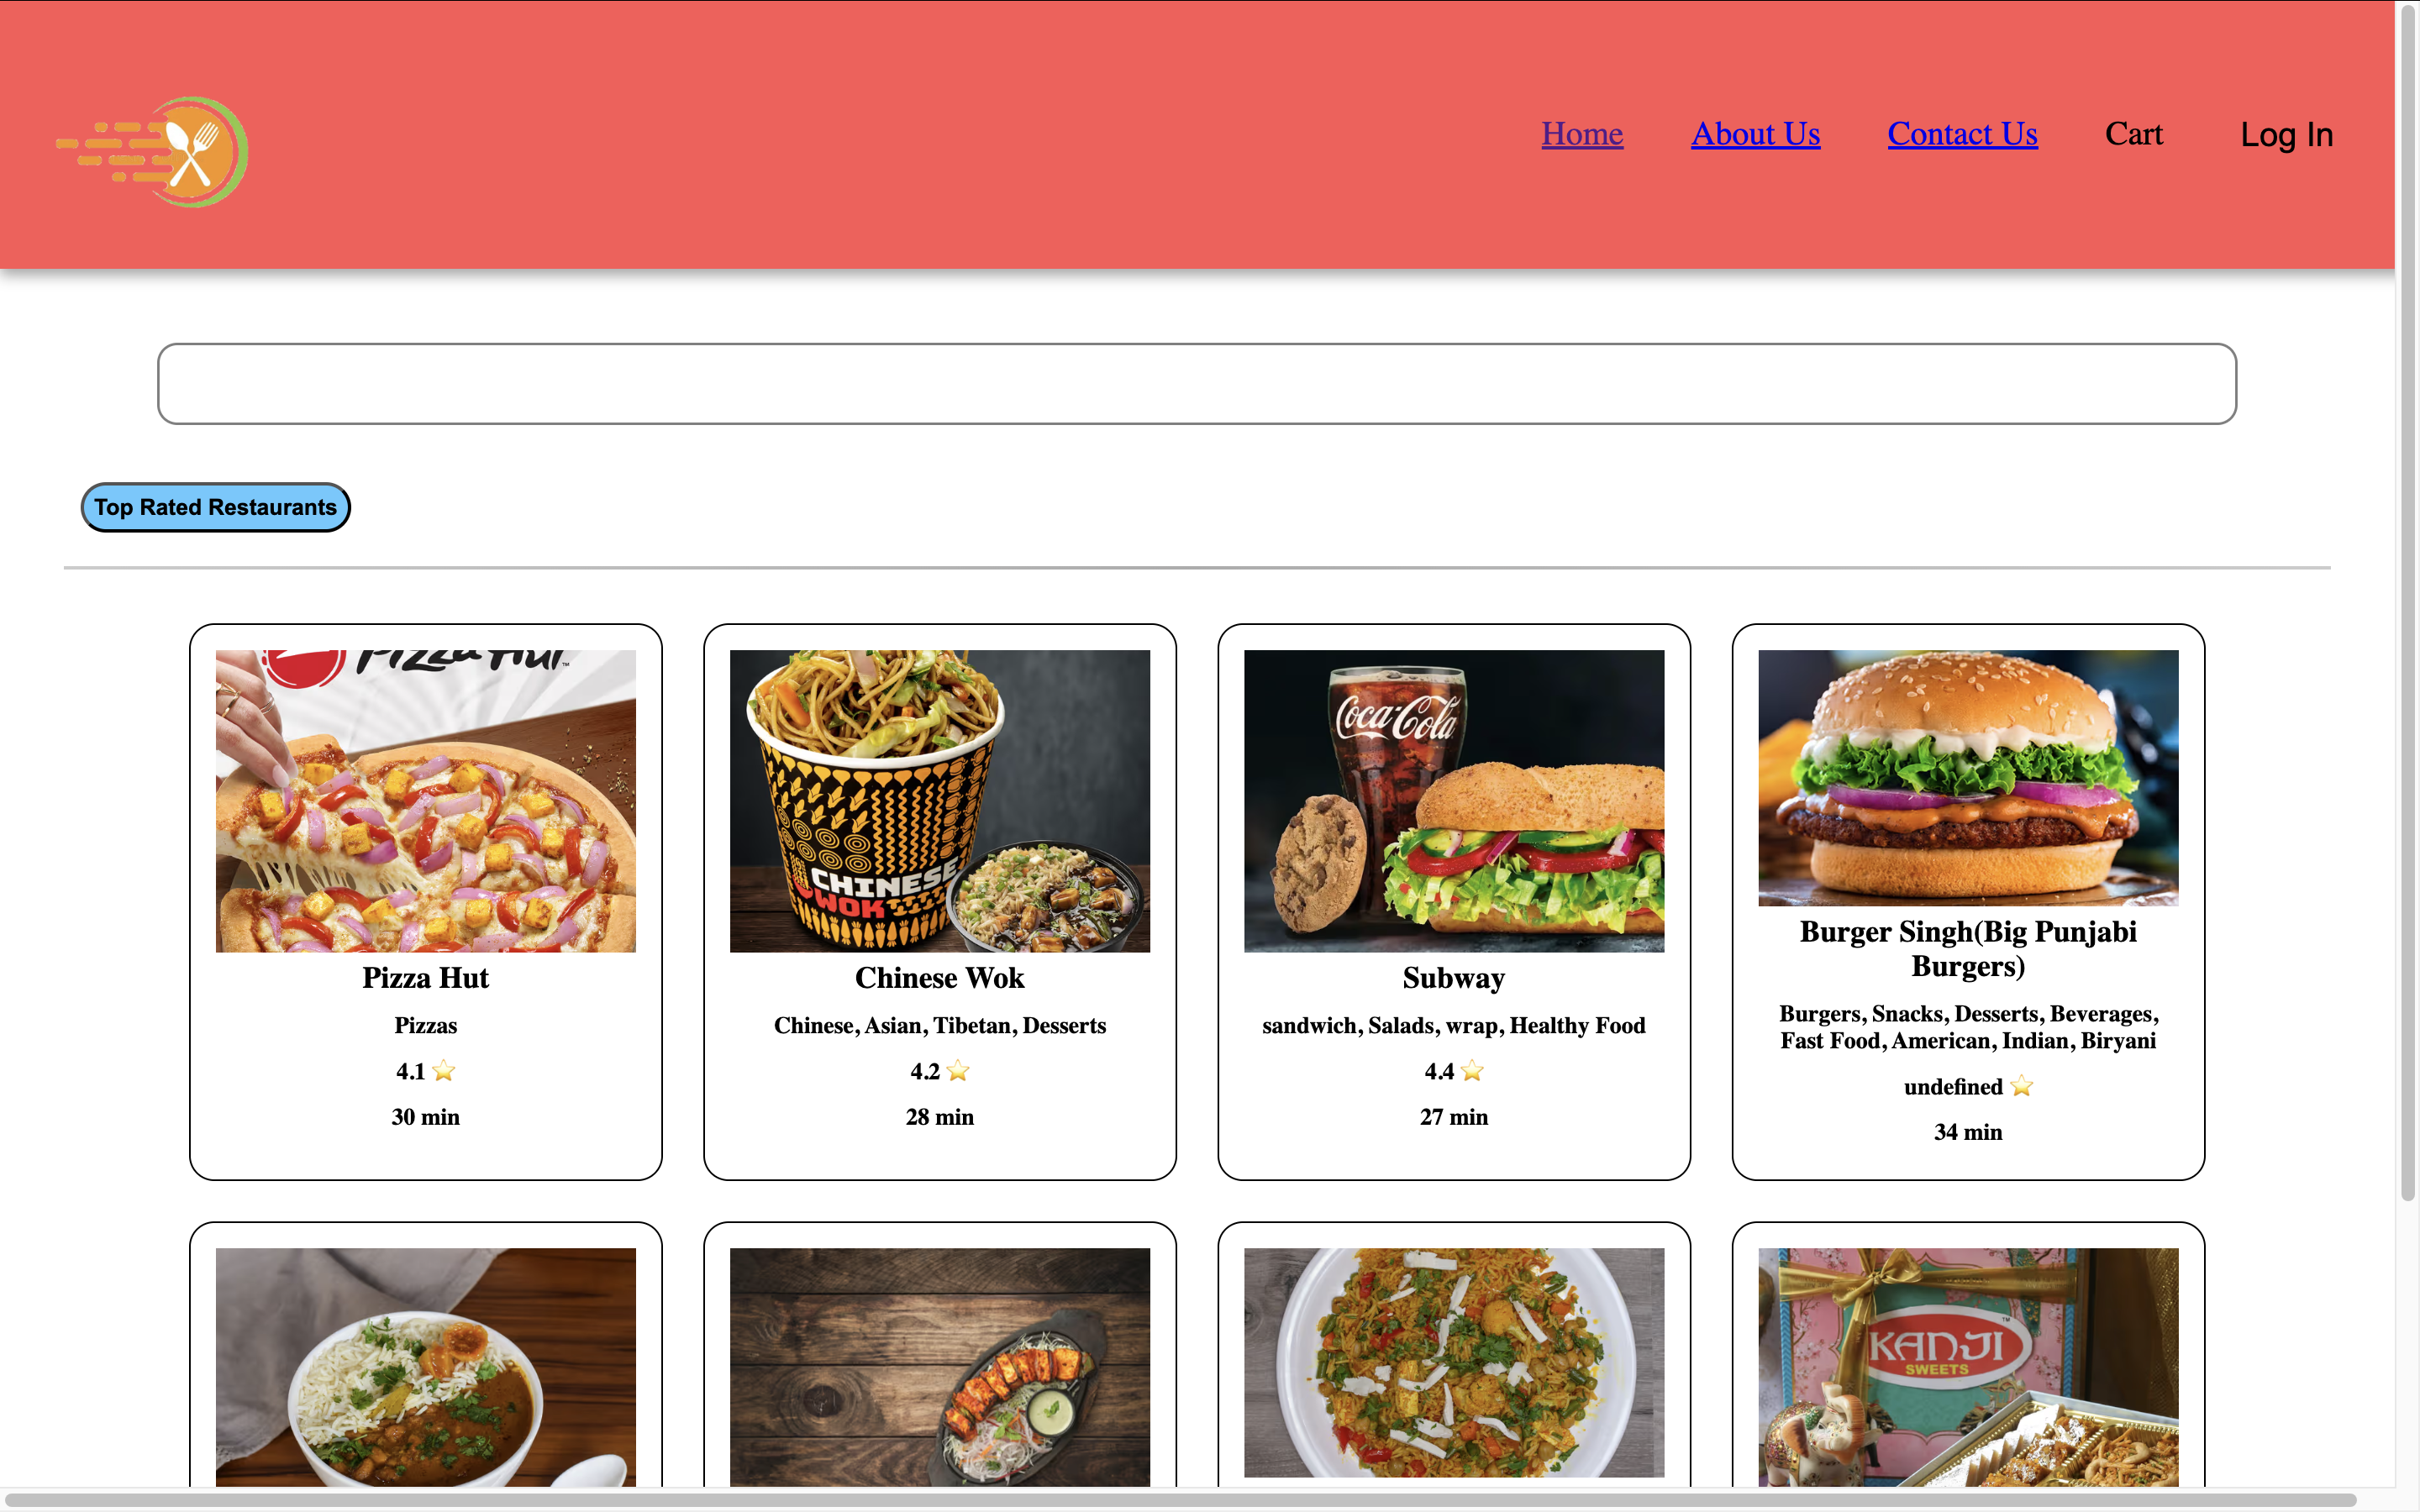 Home About Us Contact Us Cart Log In
Top Rated Restaurants
Pizza Hut
Coca-Cola
CHINESE
WOK
Pizza Hut
Pizzas
4.1 ⭐
30 min
Chinese Wok
Chinese, Asian, Tibetan, Desserts
4.2 ⭐
28 min
Subway
sandwich, Salads, wrap, Healthy Food
4.4 ⭐
27 min
Burger Singh(Big Punjabi
Burgers)
Burgers, Snacks, Desserts, Beverages,
Fast Food, American, Indian, Biryani
undefined ⭐
34 min
KANJI
SWEETS